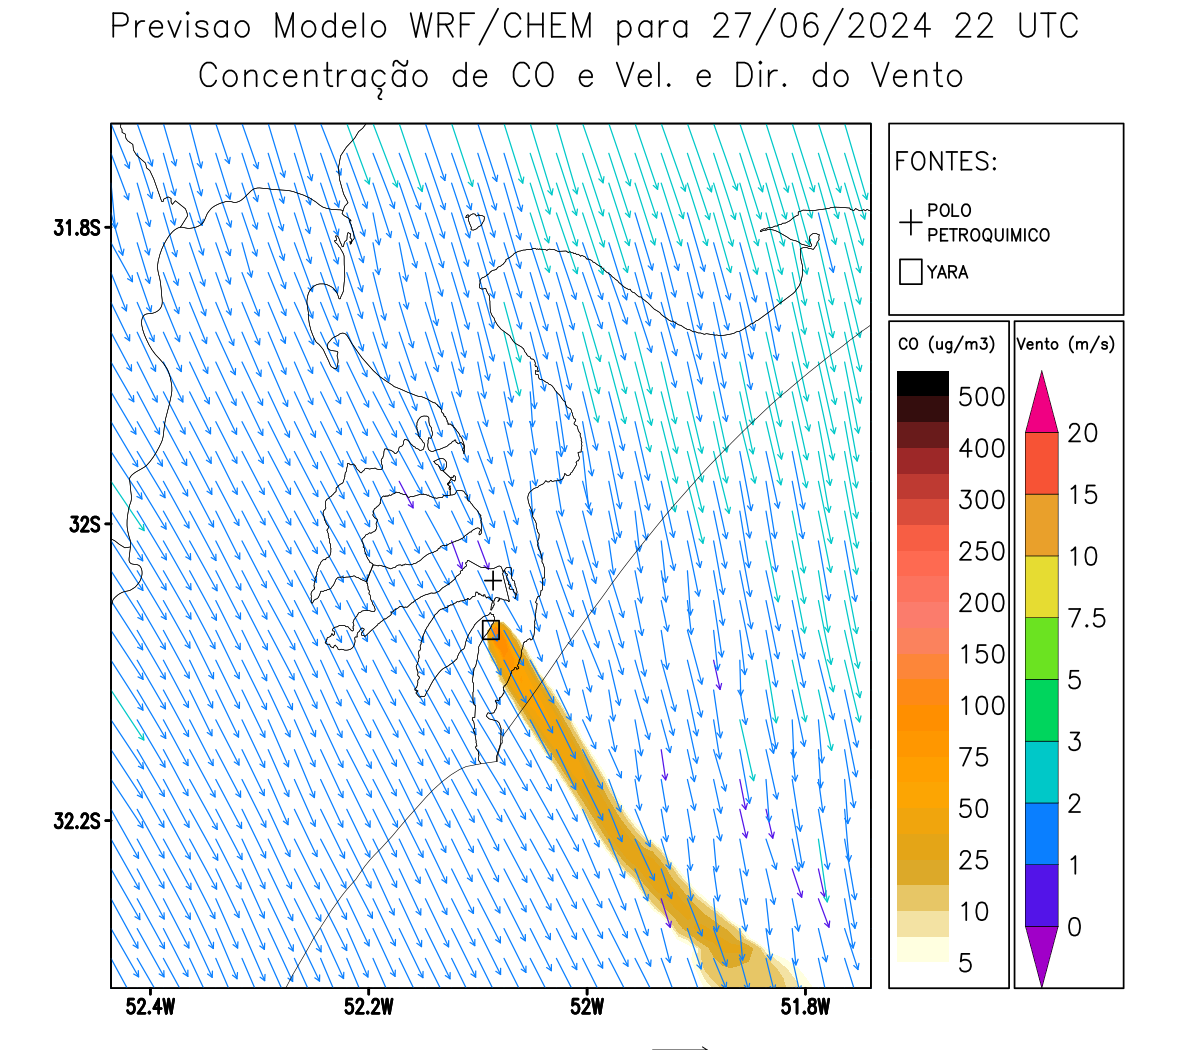 Previsao Modelo WRF/CHEM para 27/06/2024 22 UTC
Concentração de CO e Vel. e Dir. do Vento
FONTES:
POLO
PETROQUIMICO
YARA
31.8S
32S
32.2S
52.4W
52.2W
52W
51.8W
CO (ug/m3)
500
400
300
250
200
150
100
75
50
25
10
5
Vento (m/s)
20
15
10
7.5
5
3
2
1
0